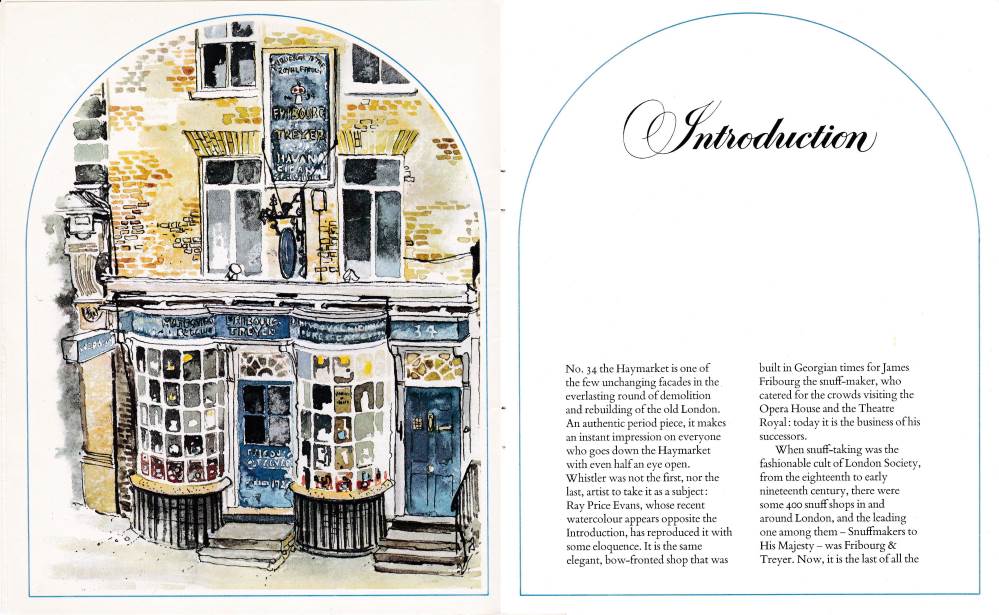 FRIBOURG
TREYER
FRIBOURG
TREYER
34
Introduction
No. 34 the Haymarket is one of
the few unchanging facades in the
everlasting round of demolition
and rebuilding of the old London.
An authentic period piece, it makes
an instant impression on everyone
who goes down the Haymarket
with even half an eye open.
Whistler was not the first, nor the
last, artist to take it as a subject:
Ray Price Evans, whose recent
watercolour appears opposite the
Introduction, has reproduced it with
some eloquence. It is the same
elegant, bow-fronted shop that was
built in Georgian times for James
Fribourg the snuff-maker, who
catered for the crowds visiting the
Opera House and the Theatre
Royal: today it is the business of his
successors.
When snuff-taking was the
fashionable cult of London Society,
from the eighteenth to early
nineteenth century, there were
some 400 snuff shops in and
around London, and the leading
one among them – Snuffmakers to
His Majesty – was Fribourg &
Treyer. Now, it is the last of all the